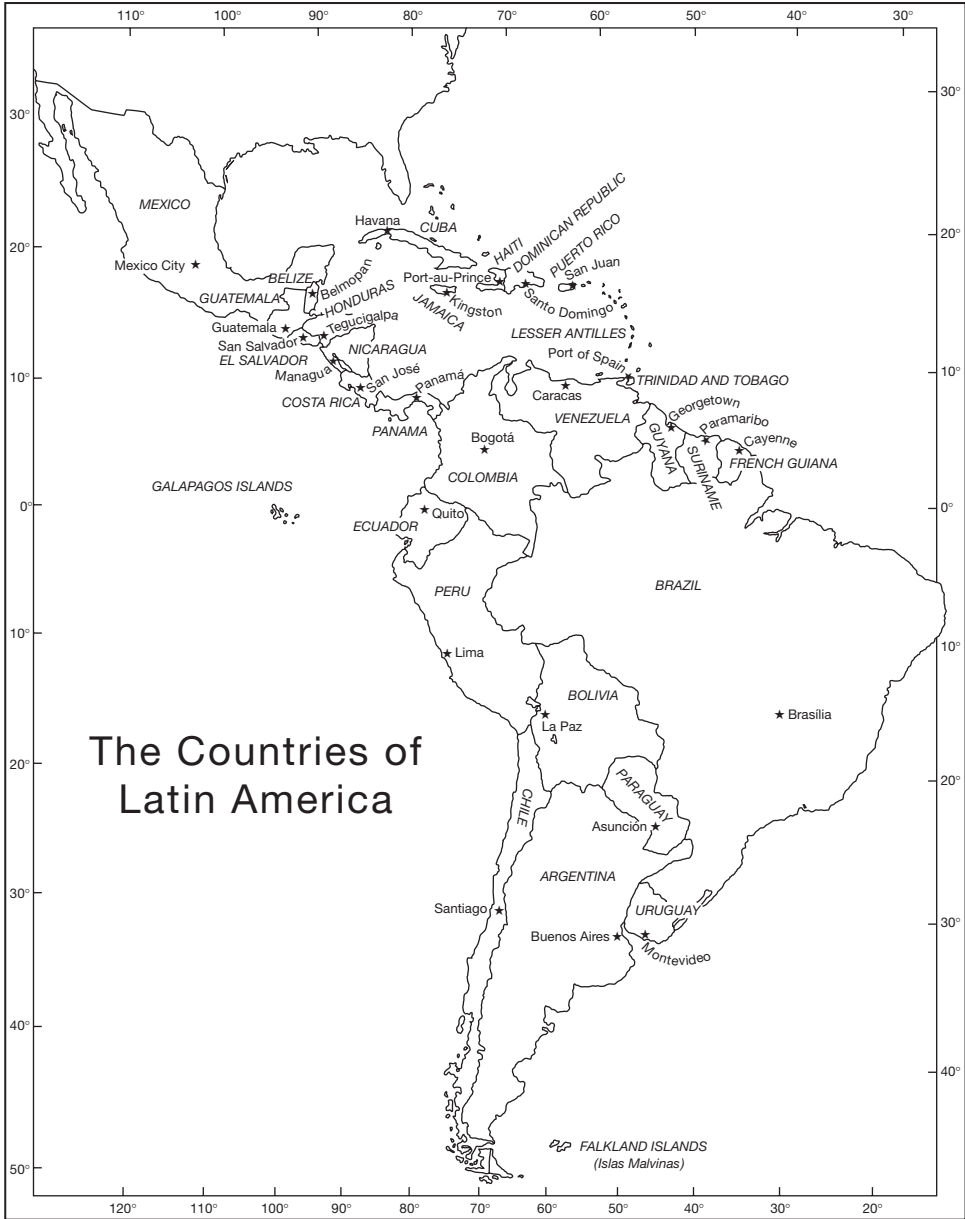 110°
100°
90°
80°
70°
60°
50°
40°
30°
30°
30°
MEXICO
Havana
CUBA
HAITI
DOMINICAN REPUBLIC
PUERTO RICO
20°
20°
Mexico City
BELIZE
Belmopan
Port-au-Prince
San Juan
GUATEMALA
HONDURAS
JAMAICA
Kingston
Santo Domingo
Guatemala
Tegucigalpa
LESSER ANTILLES
San Salvador
EL SALVADOR
NICARAGUA
Port of Spain
Managua
San José
10°
10°
TRINIDAD AND TOBAGO
COSTA RICA
Panamá
Caracas
Georgetown
PANAMA
VENEZUELA
Paramaribo
Bogotá
GUYANA
Cayenne
COLOMBIA
SURINAME
FRENCH GUIANA
GALAPAGOS ISLANDS
0°
0°
Quito
ECUADOR
PERU
BRAZIL
10°
10°
Lima
BOLIVIA
La Paz
Brasília
The Countries of
Latin America
20°
20°
CHILE
PARAGUAY
Asunción
ARGENTINA
30°
30°
Santiago
URUGUAY
Buenos Aires
Montevideo
40°
40°
FALKLAND ISLANDS
(Islas Malvinas)
50°
120°
110°
100°
90°
80°
70°
60°
50°
40°
30°
20°